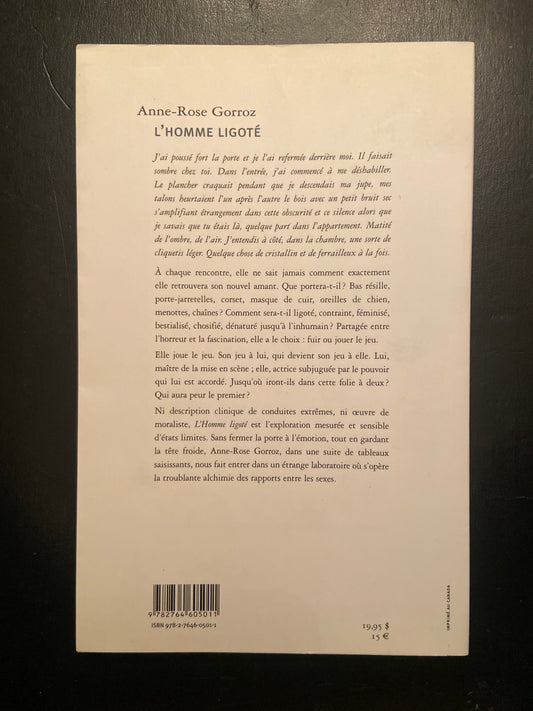 Anne-Rose Gorroz
L'HOMME LIGOTÉ
J'ai poussé fort la porte et je l'ai refermée derrière moi. Il faisait
sombre chez toi. Dans l'entrée, j'ai commencé à me déshabiller.
Le plancher craquait pendant que je descendais ma jupe, mes
talons heurtaient l'un après l'autre le bois avec un petit bruit sec
s'amplifiant étrangement dans cette obscurité et ce silence alors que
je savais que tu étais là, quelque part dans l'appartement. Matité
de l'ombre, de l'air. J'entendis à côté, dans la chambre, une sorte de
cliquetis léger. Quelque chose de cristallin et de ferrailleux à la fois.
À chaque rencontre, elle ne sait jamais comment exactement
elle retrouvera son nouvel amant. Que portera-t-il ? Bas résille,
porte-jarretelles, corset, masque de cuir, oreilles de chien,
menottes, chaînes ? Comment sera-t-il ligoté, contraint, féminisé,
bestialisé, chosifié, dénaturé jusqu'à l'inhumain ? Partagée entre
l'horreur et la fascination, elle a le choix : fuir ou jouer le jeu.
Elle joue le jeu. Son jeu à lui, qui devient son jeu à elle. Lui,
maître de la mise en scène ; elle, actrice subjuguée par le pouvoir
qui lui est accordé. Jusqu'où iront-ils dans cette folie à deux ?
Qui aura peur le premier ?
Ni description clinique de conduites extrêmes, ni œuvre de
moraliste, L'Homme ligoté est l'exploration mesurée et sensible
d'états limites. Sans fermer la porte à l'émotion, tout en gardant
la tête froide, Anne-Rose Gorroz, dans une suite de tableaux
saisissants, nous fait entrer dans un étrange laboratoire où s'opère
la troublante alchimie des rapports entre les sexes.
9 782764 605011
ISBN 978-2-7646-0501-1
19,95 $
15 €
IMPRIMÉ AU CANADA